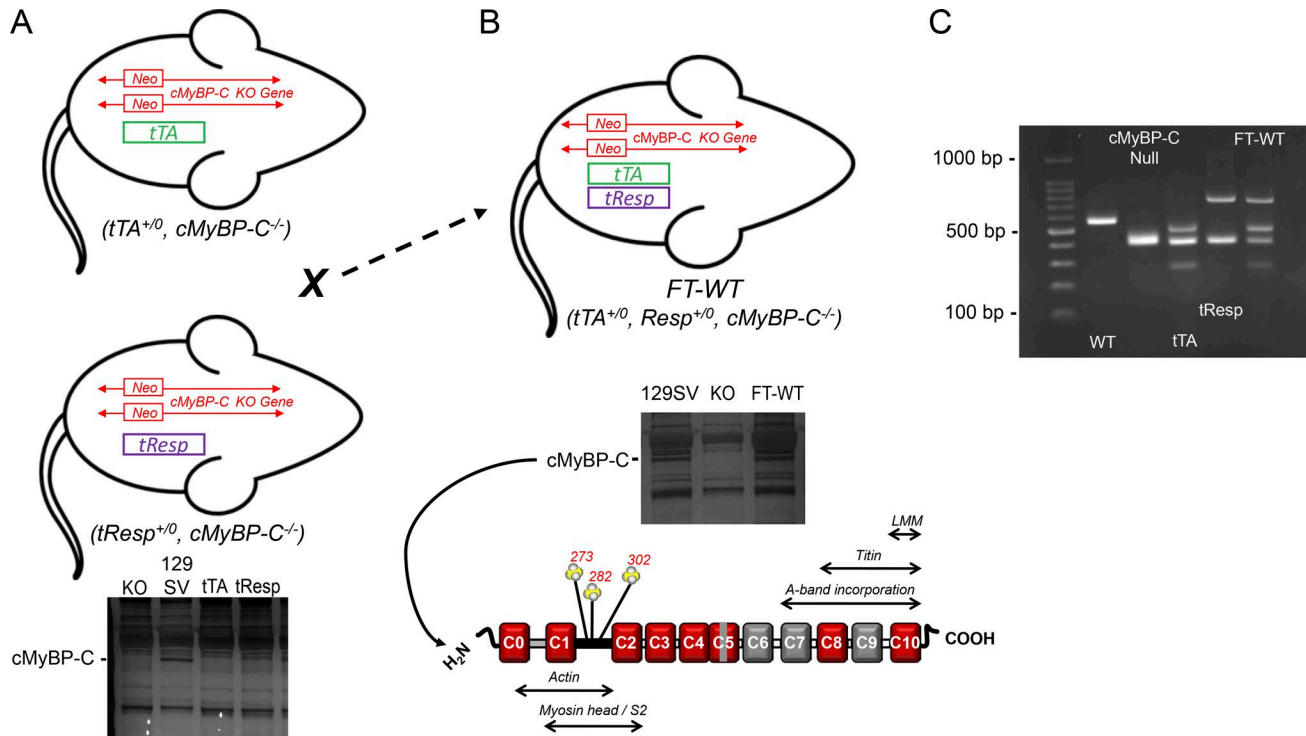 A
Neo
cMyBP-C KO Gene
Neo
tTA
(tTA+/0, cMyBP-C-/-)
X
Neo
cMyBP-C KO Gene
Neo
tResp
(tResp+/0, cMyBP-C-/-)
KO 129 SV tTA tResp
cMyBP-C
B
Neo
cMyBP-C KO Gene
Neo
tTA
tResp
FT-WT
(tTA+/0, Resp+/0, cMyBP-C-/-)
129SV KO FT-WT
cMyBP-C
LMM
Titin
A-band incorporation
273
282
302
H2N C0 C1 C2 C3 C4 C5 C6 C7 C8 C9 C10 COOH
Actin
Myosin head / S2
C
cMyBP-C
Null
FT-WT
1000 bp -
500 bp -
100 bp -
tResp
WT
tTA